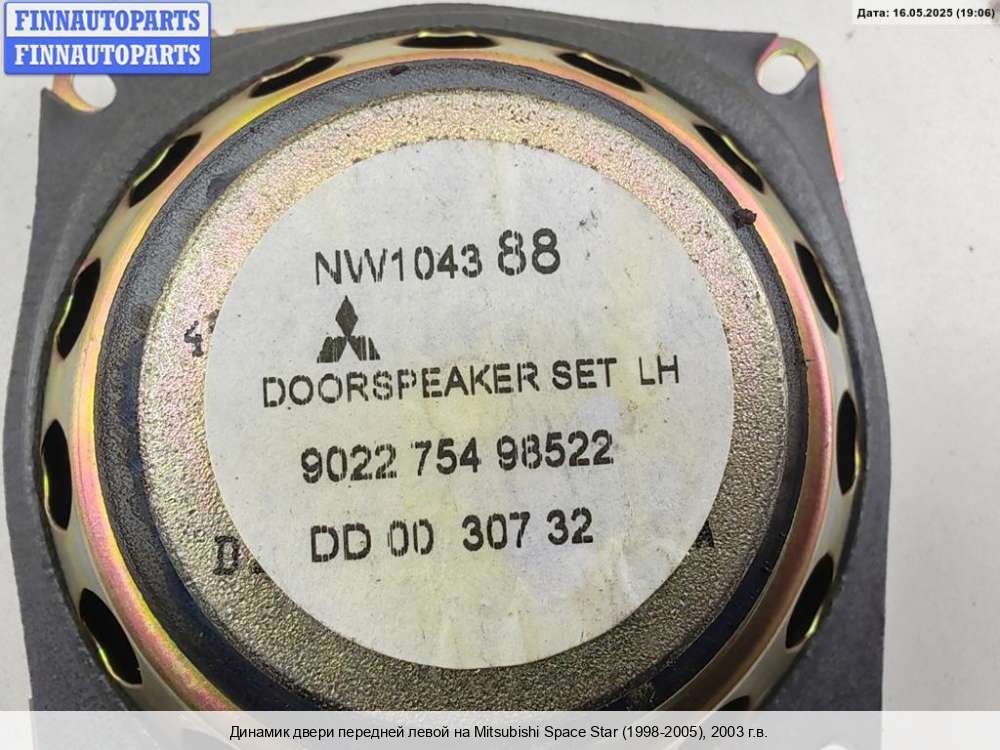 FINNAUTOPARTS
FINNAUTOPARTS
Дата: 16.05.2025 (19:06)
NW1043 88
DOORSPEAKER SET LH
9022 754 98522
DD 00 307 32
Динамик двери передней левой на Mitsubishi Space Star (1998-2005), 2003 г.в.